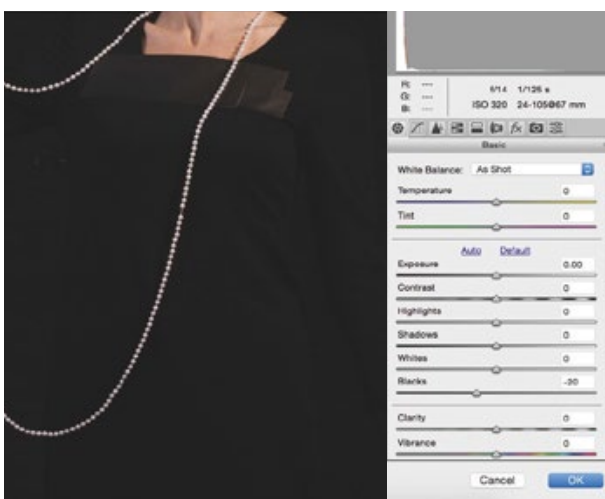 R: ---
G: ---
B: ---
f/14 1/125 s
ISO 320 24-105@67 mm
fx
Basic
White Balance: As Shot
Temperature 0
Tint 0
Auto Default
Exposure 0.00
Contrast 0
Highlights 0
Shadows 0
Whites 0
Blacks -20
Clarity 0
Vibrance 0
Cancel OK